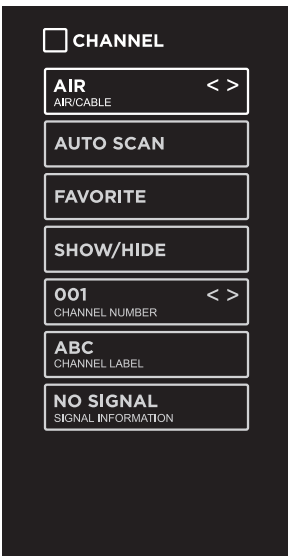 CHANNEL
AIR < >
AIR/CABLE
AUTO SCAN
FAVORITE
SHOW/HIDE
001 < >
CHANNEL NUMBER
ABC
CHANNEL LABEL
NO SIGNAL
SIGNAL INFORMATION